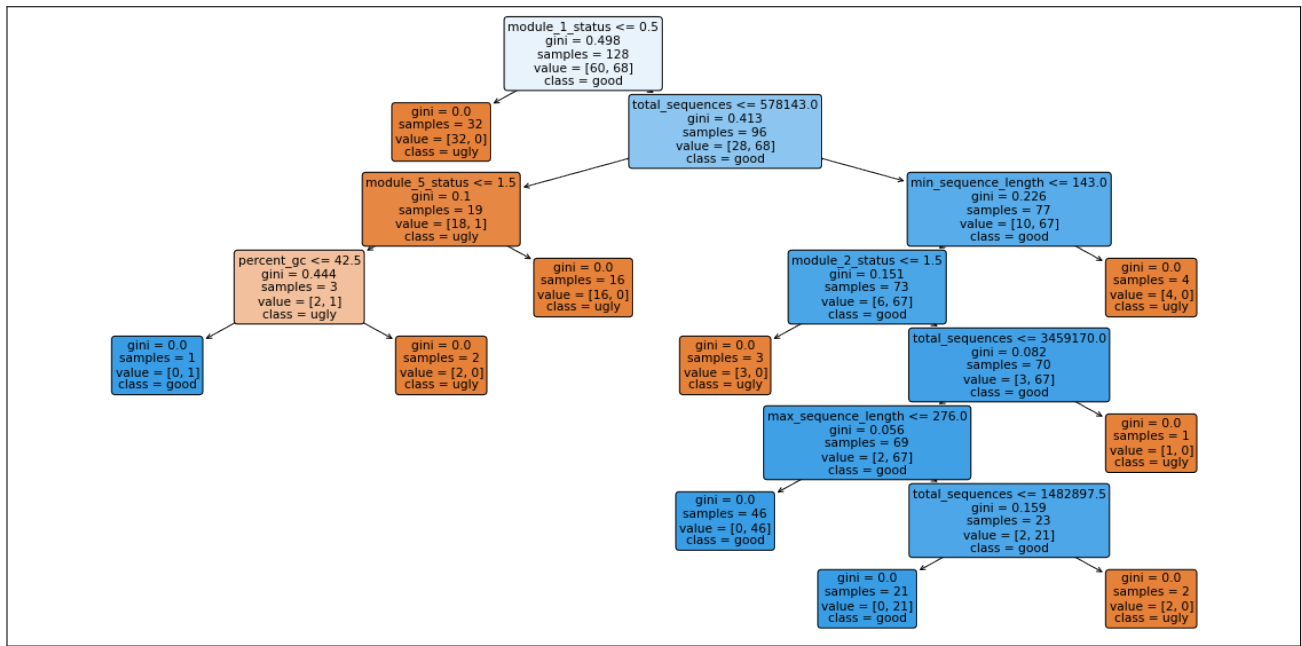 module_1_status <= 0.5
gini = 0.498
samples = 128
value = [60, 68]
class = good
gini = 0.0
samples = 32
value = [32, 0]
class = ugly
total_sequences <= 578143.0
gini = 0.413
samples = 96
value = [28, 68]
class = good
module_5_status <= 1.5
gini = 0.1
samples = 19
value = [18, 1]
class = ugly
min_sequence_length <= 143.0
gini = 0.226
samples = 77
value = [10, 67]
class = good
percent_gc <= 42.5
gini = 0.444
samples = 3
value = [2, 1]
class = ugly
gini = 0.0
samples = 16
value = [16, 0]
class = ugly
module_2_status <= 1.5
gini = 0.151
samples = 73
value = [6, 67]
class = good
gini = 0.0
samples = 4
value = [4, 0]
class = ugly
gini = 0.0
samples = 1
value = [0, 1]
class = good
gini = 0.0
samples = 2
value = [2, 0]
class = ugly
gini = 0.0
samples = 3
value = [3, 0]
class = ugly
total_sequences <= 3459170.0
gini = 0.082
samples = 70
value = [3, 67]
class = good
max_sequence_length <= 276.0
gini = 0.056
samples = 69
value = [2, 67]
class = good
gini = 0.0
samples = 1
value = [1, 0]
class = ugly
gini = 0.0
samples = 46
value = [0, 46]
class = good
total_sequences <= 1482897.5
gini = 0.159
samples = 23
value = [2, 21]
class = good
gini = 0.0
samples = 21
value = [0, 21]
class = good
gini = 0.0
samples = 2
value = [2, 0]
class = ugly